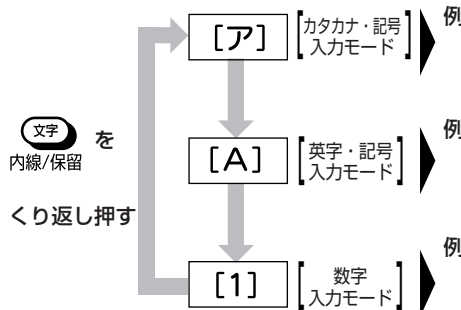 [ア]
カタカナ・記号
入力モード
例
文字 を
内線/保留
くり返し押す
[A]
英字・記号
入力モード
例
[1]
数字
入力モード
例